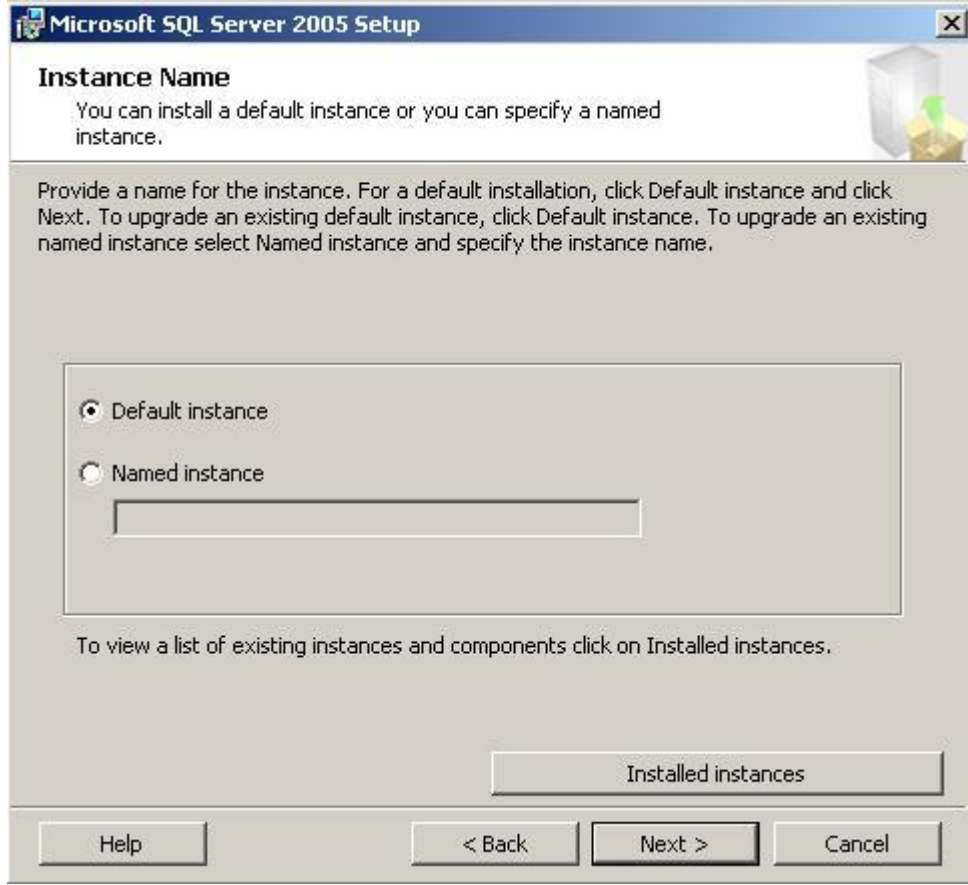 Microsoft SQL Server 2005 Setup
Instance Name
You can install a default instance or you can specify a named
instance.
Provide a name for the instance. For a default installation, click Default instance and click
Next. To upgrade an existing default instance, click Default instance. To upgrade an existing
named instance select Named instance and specify the instance name.
Default instance
Named instance
To view a list of existing instances and components click on Installed instances.
Installed instances
Help
< Back
Next >
Cancel